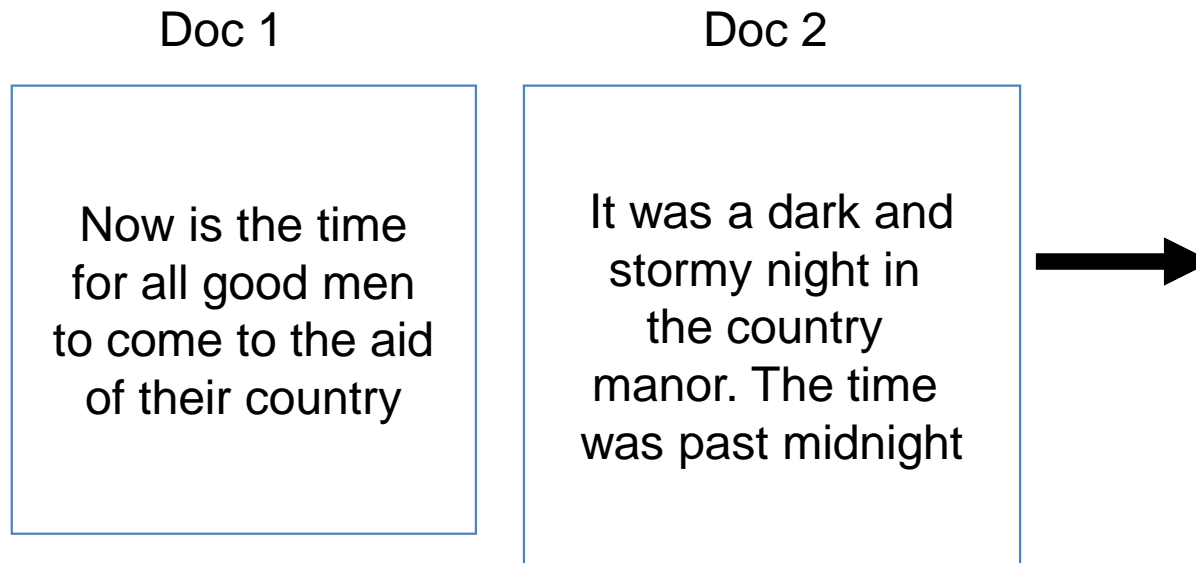 Doc 1
Now is the time
for all good men
to come to the aid
of their country
Doc 2
It was a dark and
stormy night in
the country
manor. The time
was past midnight